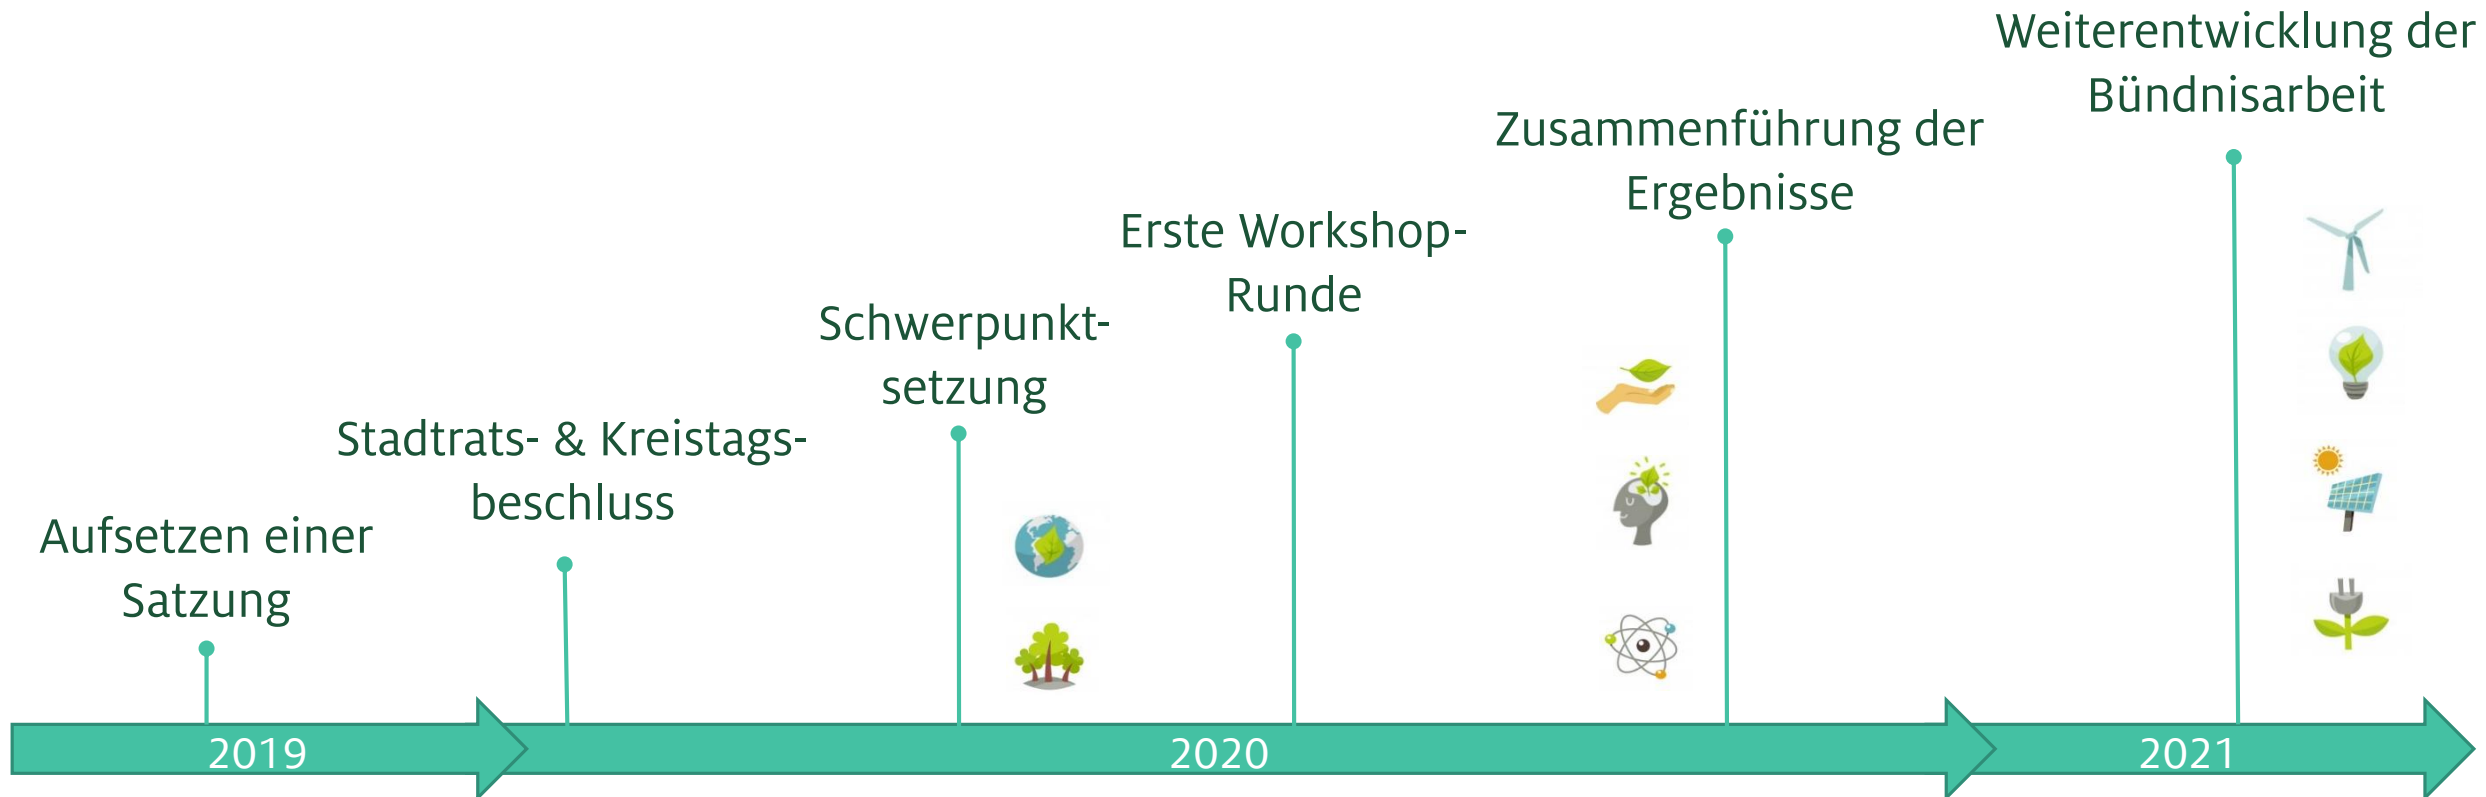 Aufsetzen einer
Satzung
Stadtrats- & Kreistags-
beschluss
Schwerpunkt-
setzung
Erste Workshop-
Runde
Zusammenführung der
Ergebnisse
Weiterentwicklung der
Bündnisarbeit
2019
2020
2021